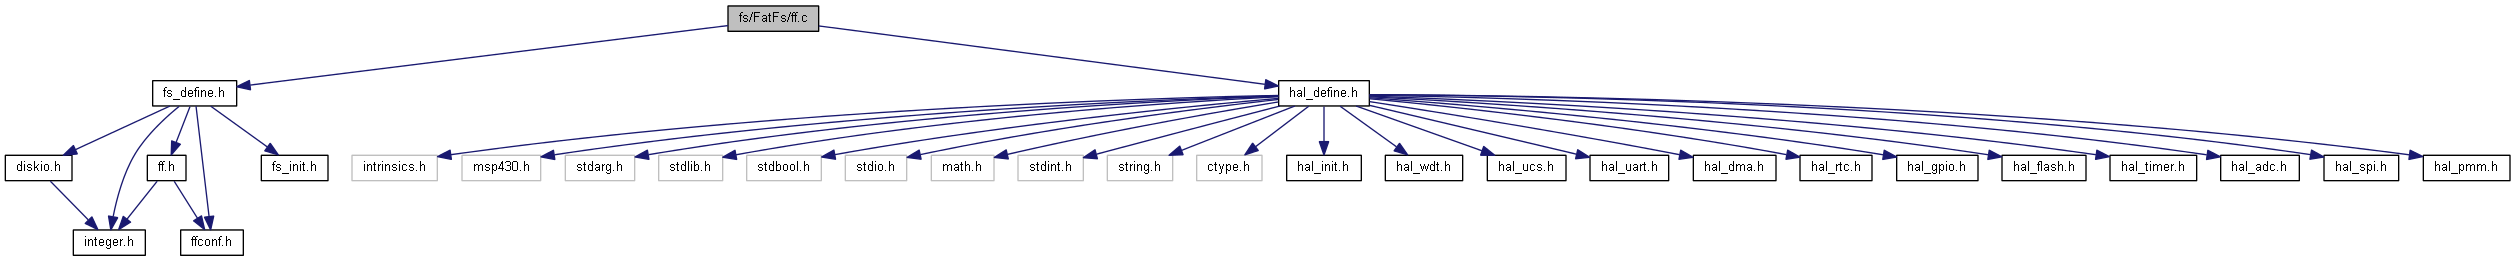 fs/FatFs/ff.c
fs_define.h
hal_define.h
diskio.h
ff.h
fs_init.h
intrinsics.h
msp430.h
stdarg.h
stdlib.h
stdbool.h
stdio.h
math.h
stdint.h
string.h
ctype.h
hal_init.h
hal_wdt.h
hal_ucs.h
hal_uart.h
hal_dma.h
hal_rtc.h
hal_gpio.h
hal_flash.h
hal_timer.h
hal_adc.h
hal_spi.h
hal_pmm.h
integer.h
ffconf.h